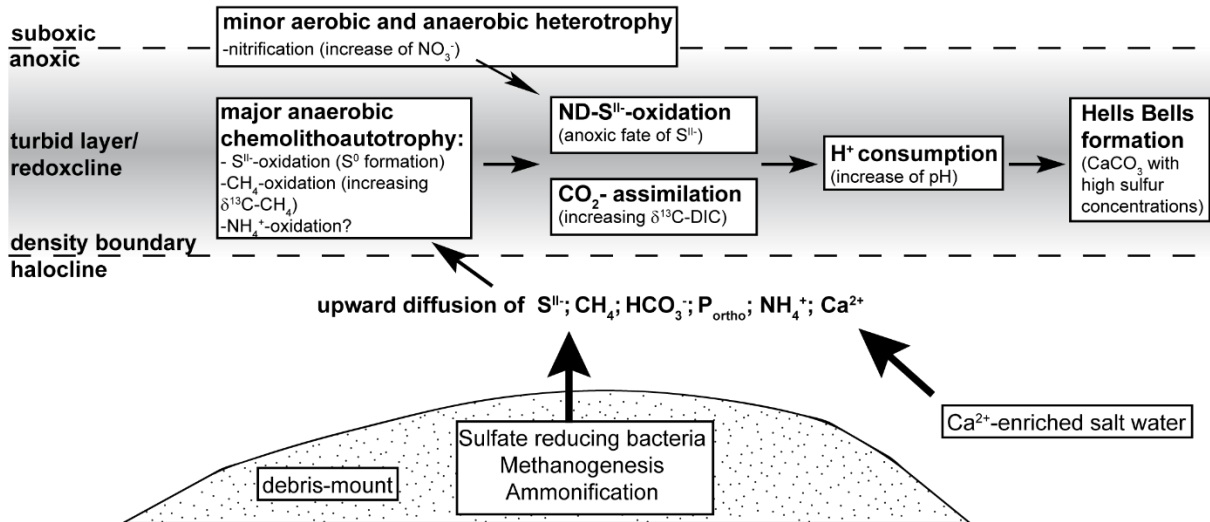 suboxic
anoxic
minor aerobic and anaerobic heterotrophy
-nitrification (increase of NO₃⁻)
turbid layer/
redoxcline
major anaerobic
chemolithoautotrophy:
- Sᴵᴵ⁻-oxidation (S⁰ formation)
-CH₄-oxidation (increasing
δ¹³C-CH₄)
-NH₄⁺-oxidation?
ND-Sᴵᴵ⁻-oxidation
(anoxic fate of Sᴵᴵ⁻)
CO₂- assimilation
(increasing δ¹³C-DIC)
H⁺ consumption
(increase of pH)
Hells Bells
formation
(CaCO₃ with
high sulfur
concentrations)
density boundary
halocline
upward diffusion of Sᴵᴵ⁻; CH₄; HCO₃⁻; Pₒᵣₜₕₒ; NH₄⁺; Ca²⁺
Sulfate reducing bacteria
Methanogenesis
Ammonification
debris-mount
Ca²⁺-enriched salt water